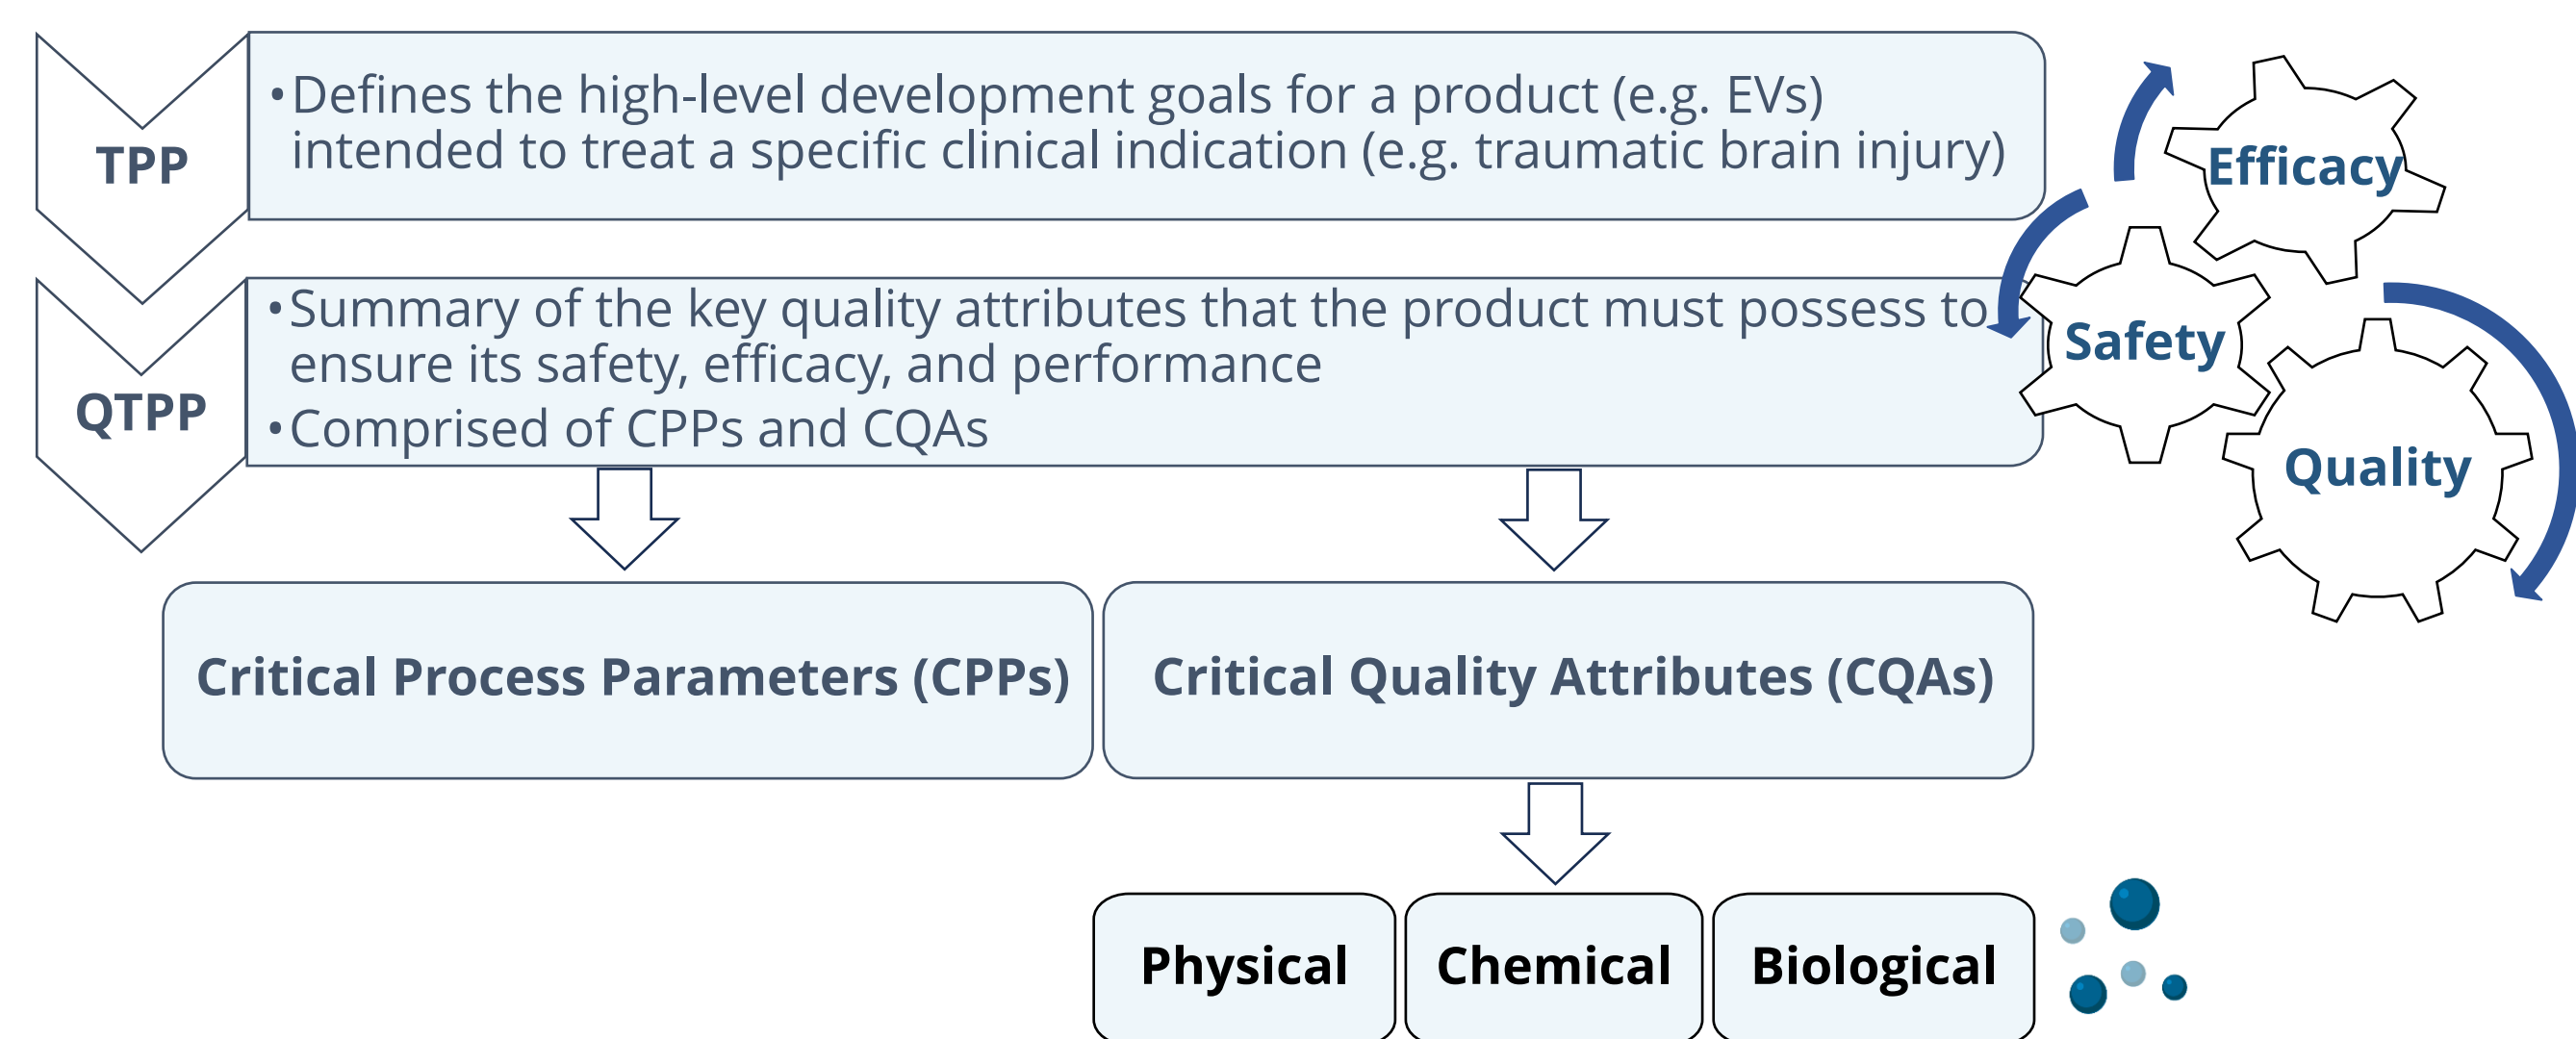 TPP
•Defines the high-level development goals for a product (e.g. EVs)
intended to treat a specific clinical indication (e.g. traumatic brain injury)
QTPP
•Summary of the key quality attributes that the product must possess to
ensure its safety, efficacy, and performance
•Comprised of CPPs and CQAs
Efficacy
Safety
Quality
Critical Process Parameters (CPPs)
Critical Quality Attributes (CQAs)
Physical
Chemical
Biological